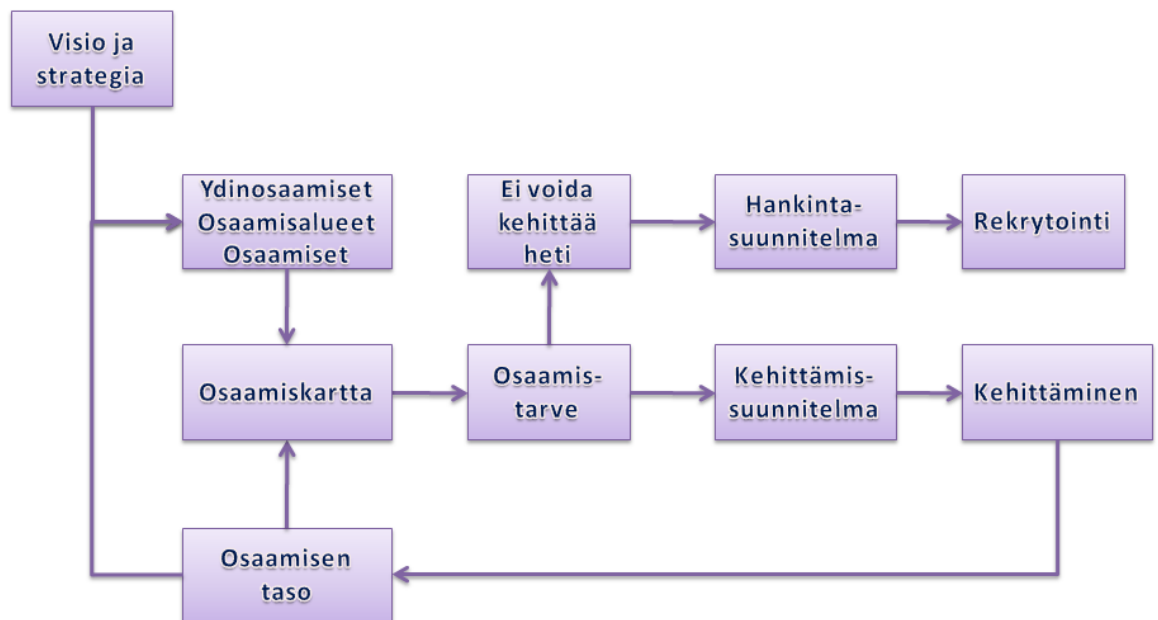 Visio ja
strategia
Ydinosaamiset
Osaamisalueet
Osaamiset
Ei voida
kehittää
heti
Hankinta-
suunnitelma
Rekrytointi
Osaamiskartta
Osaamis-
tarve
Kehittämis-
suunnitelma
Kehittäminen
Osaamisen
taso